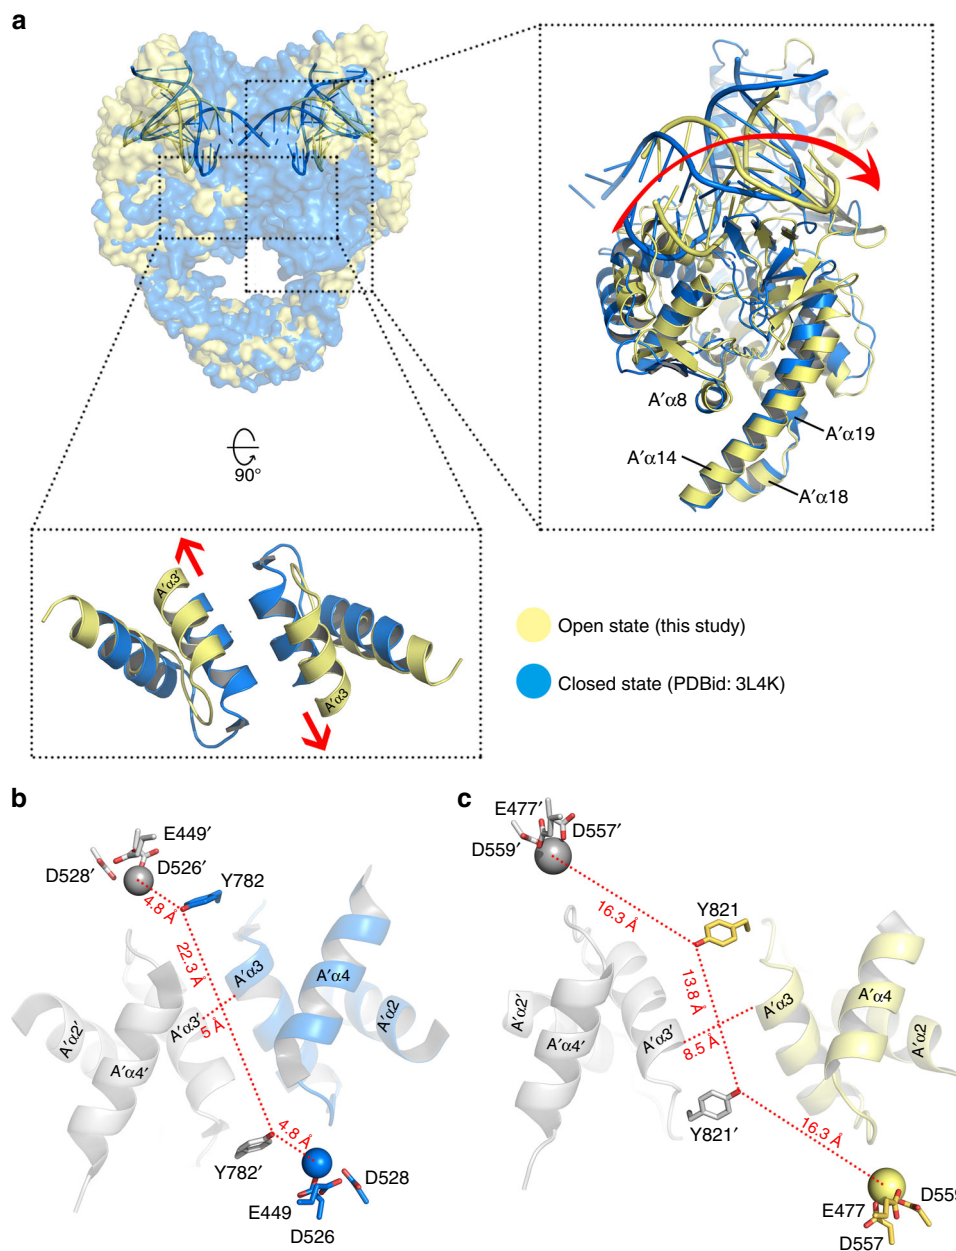 a
90°
A′α8
A′α14
A′α19
A′α18
A′α3′
A′α3
Open state (this study)
Closed state (PDBid: 3L4K)
b
E449′
D528′
D526′
Y782
4.8 Å
22.3 Å
A′α3
A′α4
A′α2
A′α2′
A′α4′
A′α3′
5 Å
4.8 Å
Y782′
D528
E449
D526
c
E477′
D557′
D559′
16.3 Å
Y821
13.8 Å
A′α3
A′α4
A′α2
A′α2′
A′α4′
A′α3′
8.5 Å
Y821′
16.3 Å
E477
D559
D557